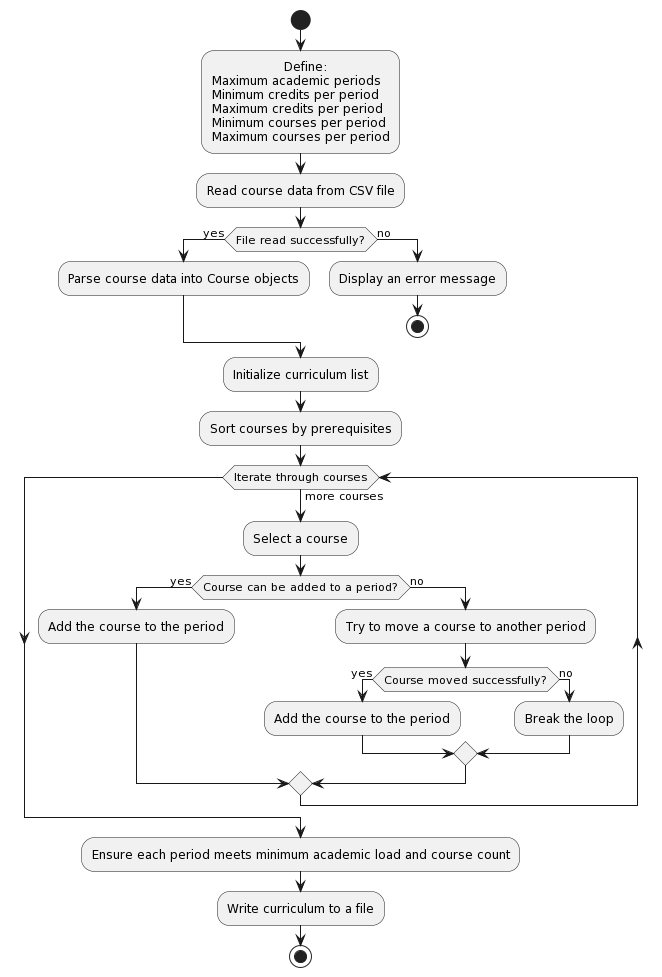 Define:
Maximum academic periods
Minimum credits per period
Maximum credits per period
Minimum courses per period
Maximum courses per period
Read course data from CSV file
yes
File read successfully?
no
Parse course data into Course objects
Display an error message
Initialize curriculum list
Sort courses by prerequisites
Iterate through courses
more courses
Select a course
yes
Course can be added to a period?
no
Add the course to the period
Try to move a course to another period
yes
Course moved successfully?
no
Add the course to the period
Break the loop
Ensure each period meets minimum academic load and course count
Write curriculum to a file